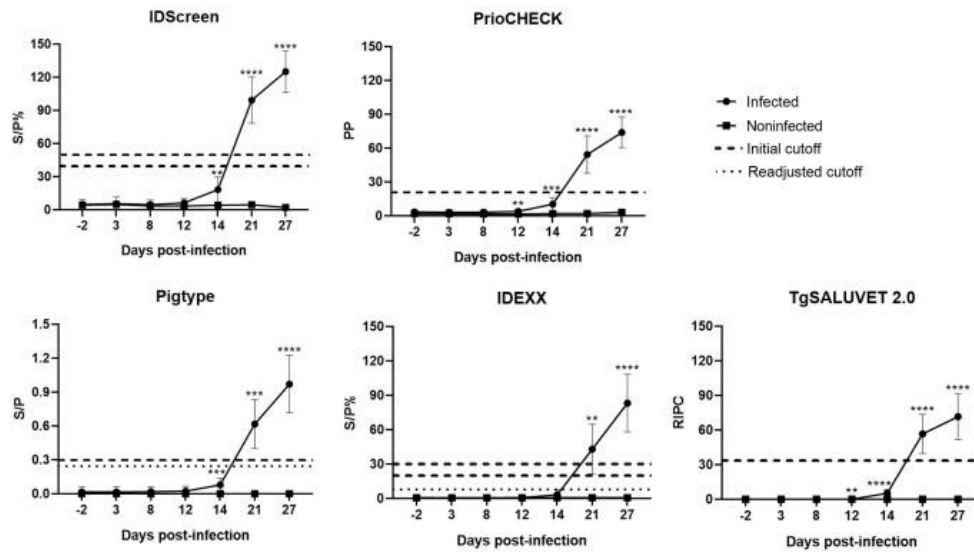 IDScreen
S/P%
150
120
90
60
30
0
****
****
**
-2 3 8 12 14 21 27
Days post-infection
PrioCHECK
PP
150
120
90
60
30
0
****
****
***
**
-2 3 8 12 14 21 27
Days post-infection
Infected
Noninfected
Initial cutoff
Readjusted cutoff
Pigtype
S/P
1.5
1.2
0.9
0.6
0.3
0.0
****
***
***
-2 3 8 12 14 21 27
Days post-infection
IDEXX
S/P%
150
120
90
60
30
0
****
**
-2 3 8 12 14 21 27
Days post-infection
TgSALUVET 2.0
RIPC
150
120
90
60
30
0
****
****
****
**
-2 3 8 12 14 21 27
Days post-infection